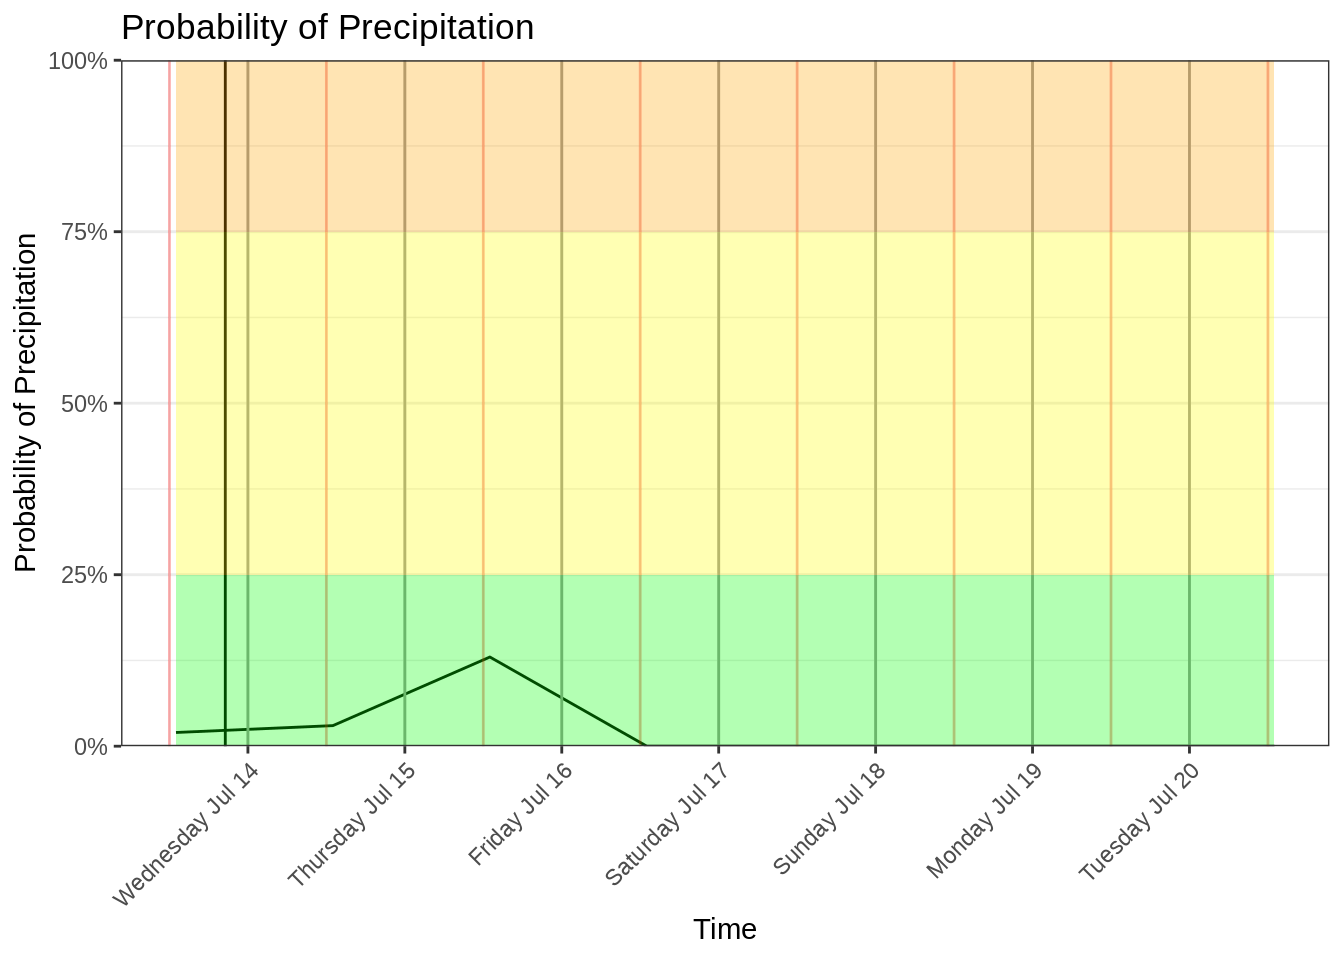 Probability of Precipitation
Probability of Precipitation
100%
75%
50%
25%
0%
Wednesday Jul 14
Thursday Jul 15
Friday Jul 16
Saturday Jul 17
Sunday Jul 18
Monday Jul 19
Tuesday Jul 20
Time